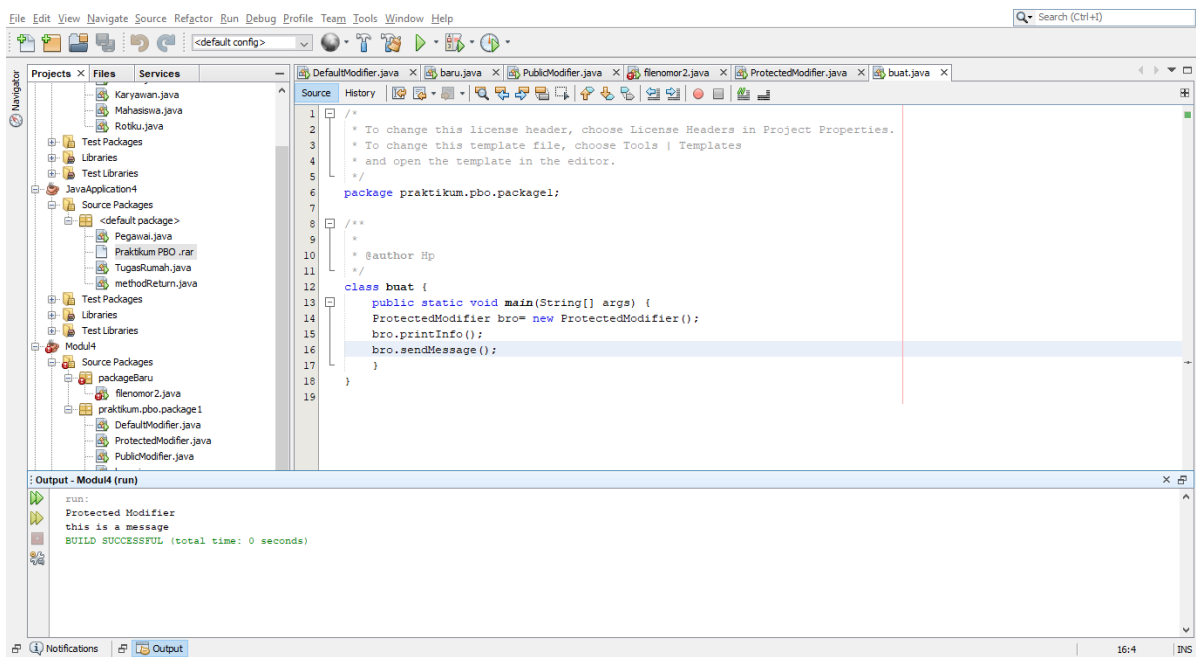 File Edit View Navigate Source Refactor Run Debug Profile Team Tools Window Help
Search (Ctrl+I)
<default config>
Projects Files Services
Navigator
Karyawan.java
Mahasiswa.java
Rotiku.java
Test Packages
Libraries
Test Libraries
JavaApplication4
Source Packages
<default package>
Pegawai.java
Praktikum PBO .rar
TugasRumah.java
methodReturn.java
Test Packages
Libraries
Test Libraries
Modul4
Source Packages
packageBaru
filenomor2.java
praktikum.pbo.package1
DefaultModifier.java
ProtectedModifier.java
PublicModifier.java
DefaultModifier.java baru.java PublicModifier.java filenomor2.java ProtectedModifier.java buat.java
Source History
1 /*
2 * To change this license header, choose License Headers in Project Properties.
3 * To change this template file, choose Tools | Templates
4 * and open the template in the editor.
5 */
6 package praktikum.pbo.package1;
7
8 /**
9 *
10 * @author Hp
11 */
12 class buat {
13 public static void main(String[] args) {
14 ProtectedModifier bro= new ProtectedModifier();
15 bro.printInfo();
16 bro.sendMessage();
17 }
18 }
19
Output - Modul4 (run)
run:
Protected Modifier
this is a message
BUILD SUCCESSFUL (total time: 0 seconds)
Notifications Output
16:4 INS